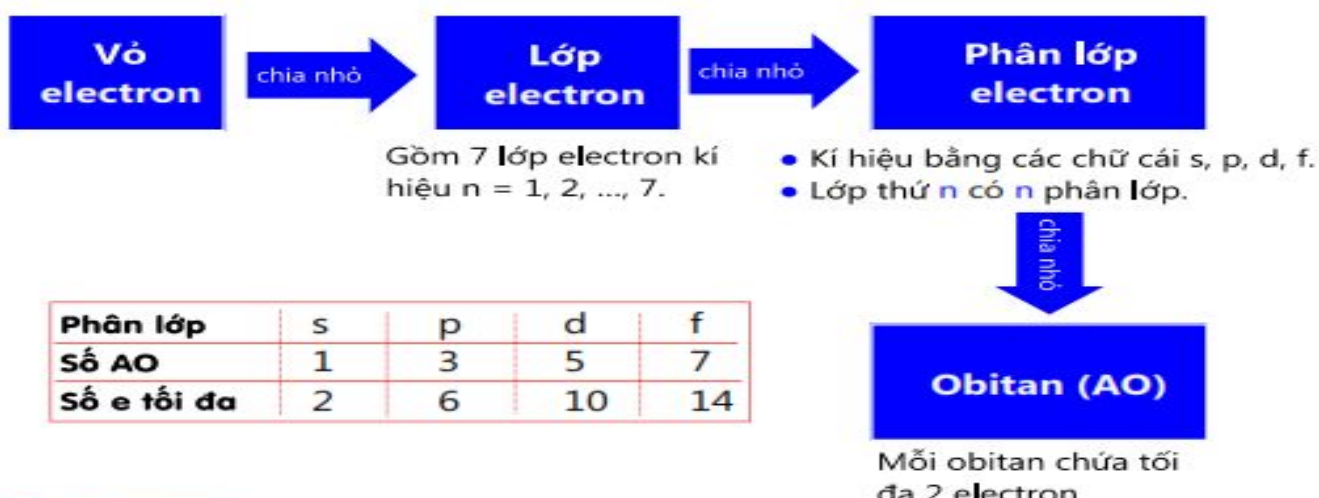 Vỏ
electron
chia nhỏ
Lớp
electron
chia nhỏ
Phân lớp
electron
Gồm 7 lớp electron kí
hiệu n = 1, 2, ..., 7.
• Kí hiệu bằng các chữ cái s, p, d, f.
• Lớp thứ n có n phân lớp.
chia nhỏ
Phân lớp s p d f
Số AO 1 3 5 7
Số e tối đa 2 6 10 14
Obitan (AO)
Mỗi obitan chứa tối
đa 2 electron